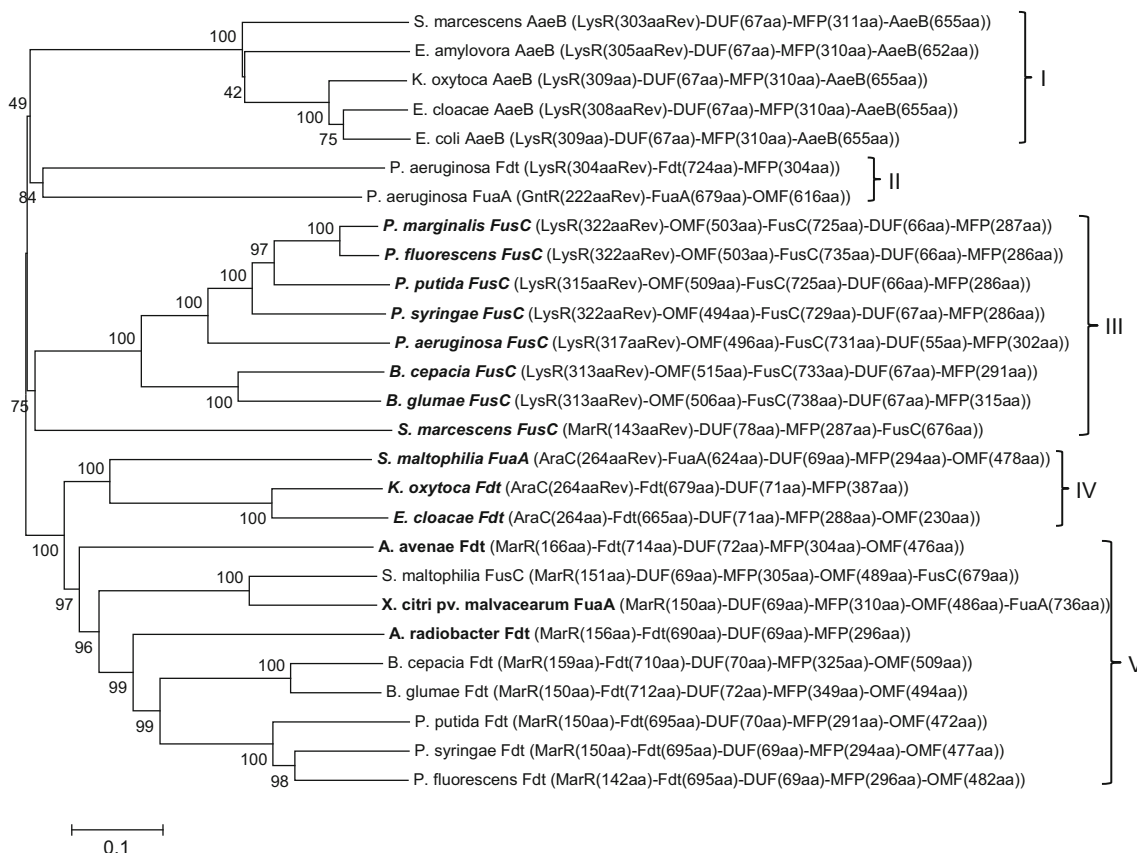 S. marcescens AaeB (LysR(303aaRev)-DUF(67aa)-MFP(311aa)-AaeB(655aa))
100
E. amylovora AaeB (LysR(305aaRev)-DUF(67aa)-MFP(310aa)-AaeB(652aa))
K. oxytoca AaeB (LysR(309aa)-DUF(67aa)-MFP(310aa)-AaeB(655aa))
I
42
49
E. cloacae AaeB (LysR(308aaRev)-DUF(67aa)-MFP(310aa)-AaeB(655aa))
100
75
E. coli AaeB (LysR(309aa)-DUF(67aa)-MFP(310aa)-AaeB(655aa))
P. aeruginosa Fdt (LysR(304aaRev)-Fdt(724aa)-MFP(304aa))
II
84
P. aeruginosa FuaA (GntR(222aaRev)-FuaA(679aa)-OMF(616aa))
100
P. marginalis FusC (LysR(322aaRev)-OMF(503aa)-FusC(725aa)-DUF(66aa)-MFP(287aa))
97
P. fluorescens FusC (LysR(322aaRev)-OMF(503aa)-FusC(735aa)-DUF(66aa)-MFP(286aa))
100
P. putida FusC (LysR(315aaRev)-OMF(509aa)-FusC(725aa)-DUF(66aa)-MFP(286aa))
100
P. syringae FusC (LysR(322aaRev)-OMF(494aa)-FusC(729aa)-DUF(67aa)-MFP(286aa))
III
100
P. aeruginosa FusC (LysR(317aaRev)-OMF(496aa)-FusC(731aa)-DUF(55aa)-MFP(302aa))
B. cepacia FusC (LysR(313aaRev)-OMF(515aa)-FusC(733aa)-DUF(67aa)-MFP(291aa))
100
75
B. glumae FusC (LysR(313aaRev)-OMF(506aa)-FusC(738aa)-DUF(67aa)-MFP(315aa))
S. marcescens FusC (MarR(143aaRev)-DUF(78aa)-MFP(287aa)-FusC(676aa))
100
S. maltophilia FuaA (AraC(264aaRev)-FuaA(624aa)-DUF(69aa)-MFP(294aa)-OMF(478aa))
K. oxytoca Fdt (AraC(264aaRev)-Fdt(679aa)-DUF(71aa)-MFP(387aa))
IV
100
E. cloacae Fdt (AraC(264aa)-Fdt(665aa)-DUF(71aa)-MFP(288aa)-OMF(230aa))
100
A. avenae Fdt (MarR(166aa)-Fdt(714aa)-DUF(72aa)-MFP(304aa)-OMF(476aa))
100
S. maltophilia FusC (MarR(151aa)-DUF(69aa)-MFP(305aa)-OMF(489aa)-FusC(679aa))
97
X. citri pv. malvacearum FuaA (MarR(150aa)-DUF(69aa)-MFP(310aa)-OMF(486aa)-FuaA(736aa))
96
A. radiobacter Fdt (MarR(156aa)-Fdt(690aa)-DUF(69aa)-MFP(296aa))
99
100
B. cepacia Fdt (MarR(159aa)-Fdt(710aa)-DUF(70aa)-MFP(325aa)-OMF(509aa))
V
B. glumae Fdt (MarR(150aa)-Fdt(712aa)-DUF(72aa)-MFP(349aa)-OMF(494aa))
99
P. putida Fdt (MarR(150aa)-Fdt(695aa)-DUF(70aa)-MFP(291aa)-OMF(472aa))
100
P. syringae Fdt (MarR(150aa)-Fdt(695aa)-DUF(69aa)-MFP(294aa)-OMF(477aa))
98
P. fluorescens Fdt (MarR(142aa)-Fdt(695aa)-DUF(69aa)-MFP(296aa)-OMF(482aa))
0.1